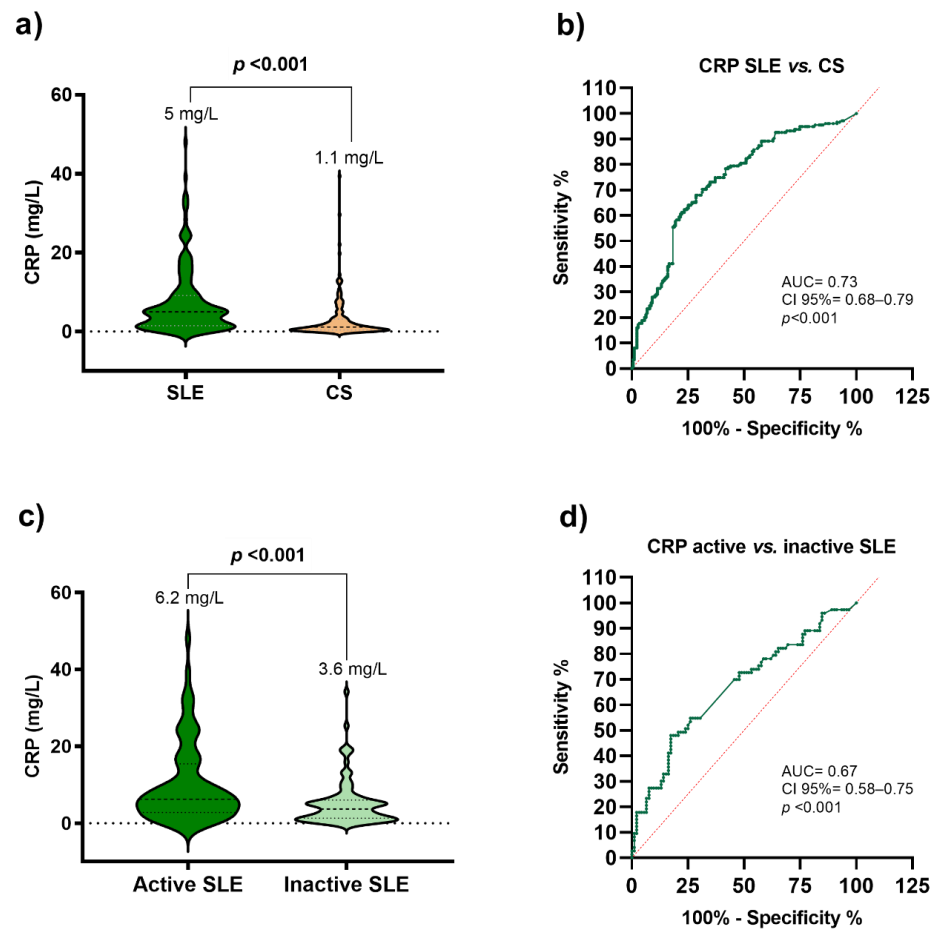 a)
p <0.001
5 mg/L
1.1 mg/L
CRP (mg/L)
60
40
20
0
SLE
CS
b)
CRP SLE vs. CS
Sensitivity %
110
100
90
80
70
60
50
40
30
20
10
0
AUC= 0.73
CI 95%= 0.68–0.79
p<0.001
0
25
50
75
100
125
100% - Specificity %
c)
p <0.001
6.2 mg/L
3.6 mg/L
CRP (mg/L)
60
40
20
0
Active SLE
Inactive SLE
d)
CRP active vs. inactive SLE
Sensitivity %
110
100
90
80
70
60
50
40
30
20
10
0
AUC= 0.67
CI 95%= 0.58–0.75
p <0.001
0
25
50
75
100
125
100% - Specificity %